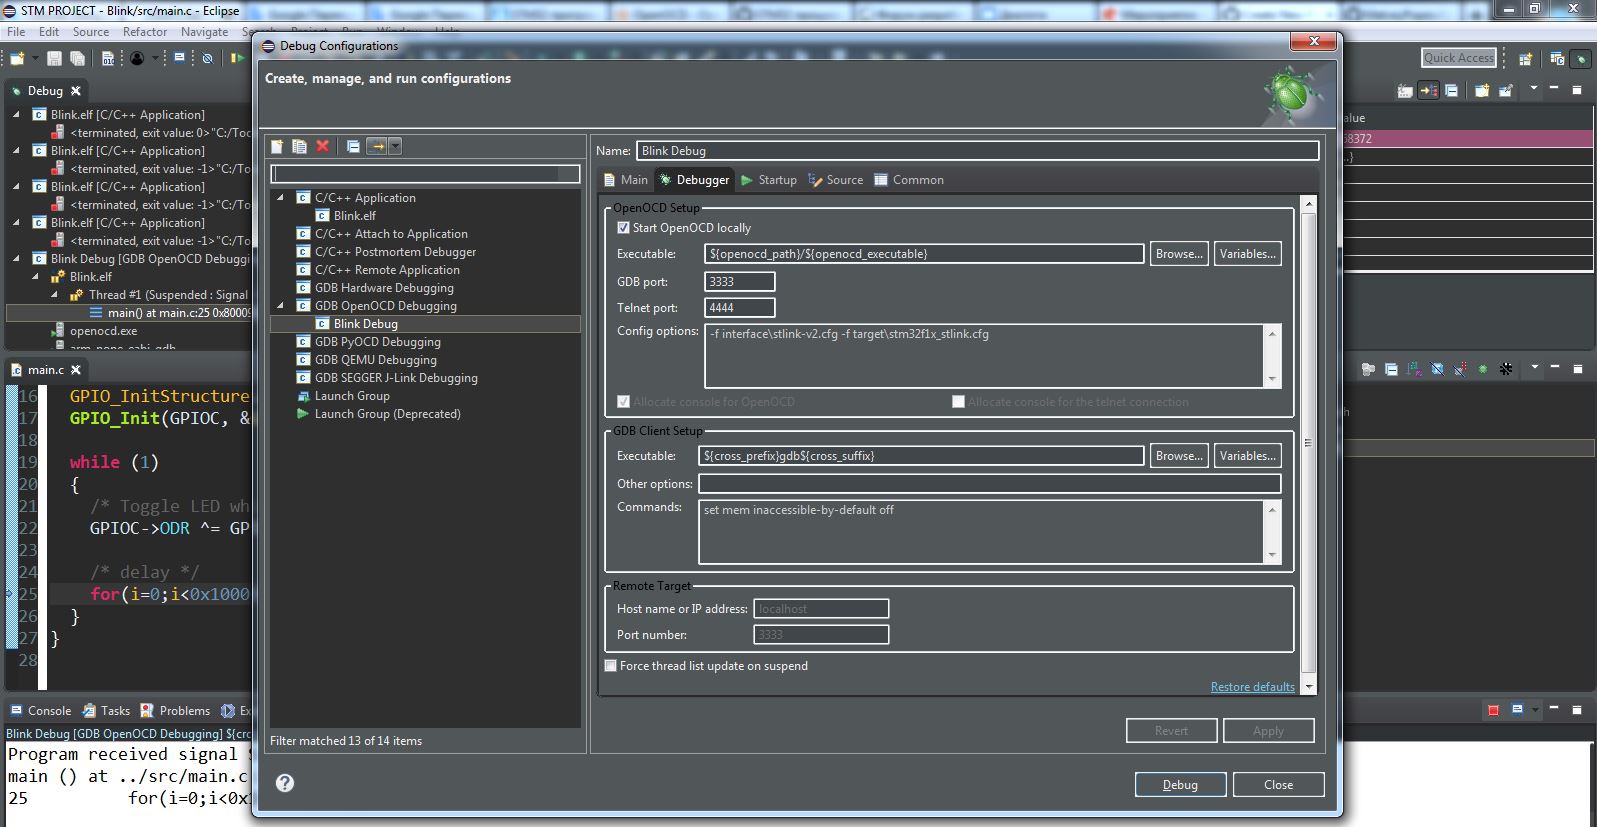 STM PROJECT - Blink/src/main.c - Eclipse
File Edit Source Refactor Navigate
Quick Access
Debug
Blink.elf [C/C++ Application]
<terminated, exit value: 0>"C:/Toc
Blink.elf [C/C++ Application]
<terminated, exit value: -1>"C:/To
Blink.elf [C/C++ Application]
<terminated, exit value: -1>"C:/To
Blink.elf [C/C++ Application]
<terminated, exit value: -1>"C:/To
Blink Debug [GDB OpenOCD Debuggi
Blink.elf
Thread #1 (Suspended : Signal
main() at main.c:25 0x80009
openocd.exe
main.c
16 GPIO_InitStructure
17 GPIO_Init(GPIOC, &
18
19 while (1)
20 {
21 /* Toggle LED wh
22 GPIOC->ODR ^= GP
23
24 /* delay */
25 for(i=0;i<0x1000
26 }
27 }
28
Console Tasks Problems Ex
Blink Debug [GDB OpenOCD Debugging] ${cro
Program received signal
main () at ../src/main.c
25 for(i=0;i<0x
Debug Configurations
Create, manage, and run configurations
C/C++ Application
Blink.elf
C/C++ Attach to Application
C/C++ Postmortem Debugger
C/C++ Remote Application
GDB Hardware Debugging
GDB OpenOCD Debugging
Blink Debug
GDB PyOCD Debugging
GDB QEMU Debugging
GDB SEGGER J-Link Debugging
Launch Group
Launch Group (Deprecated)
Filter matched 13 of 14 items
Name: Blink Debug
Main Debugger Startup Source Common
OpenOCD Setup
Start OpenOCD locally
Executable: ${openocd_path}/${openocd_executable} Browse... Variables...
GDB port: 3333
Telnet port: 4444
Config options: -f interface\stlink-v2.cfg -f target\stm32f1x_stlink.cfg
Allocate console for OpenOCD Allocate console for the telnet connection
GDB Client Setup
Executable: ${cross_prefix}gdb${cross_suffix} Browse... Variables...
Other options:
Commands: set mem inaccessible-by-default off
Remote Target
Host name or IP address: localhost
Port number: 3333
Force thread list update on suspend
Restore defaults
Revert Apply
Debug Close
alue
8372
..}
h